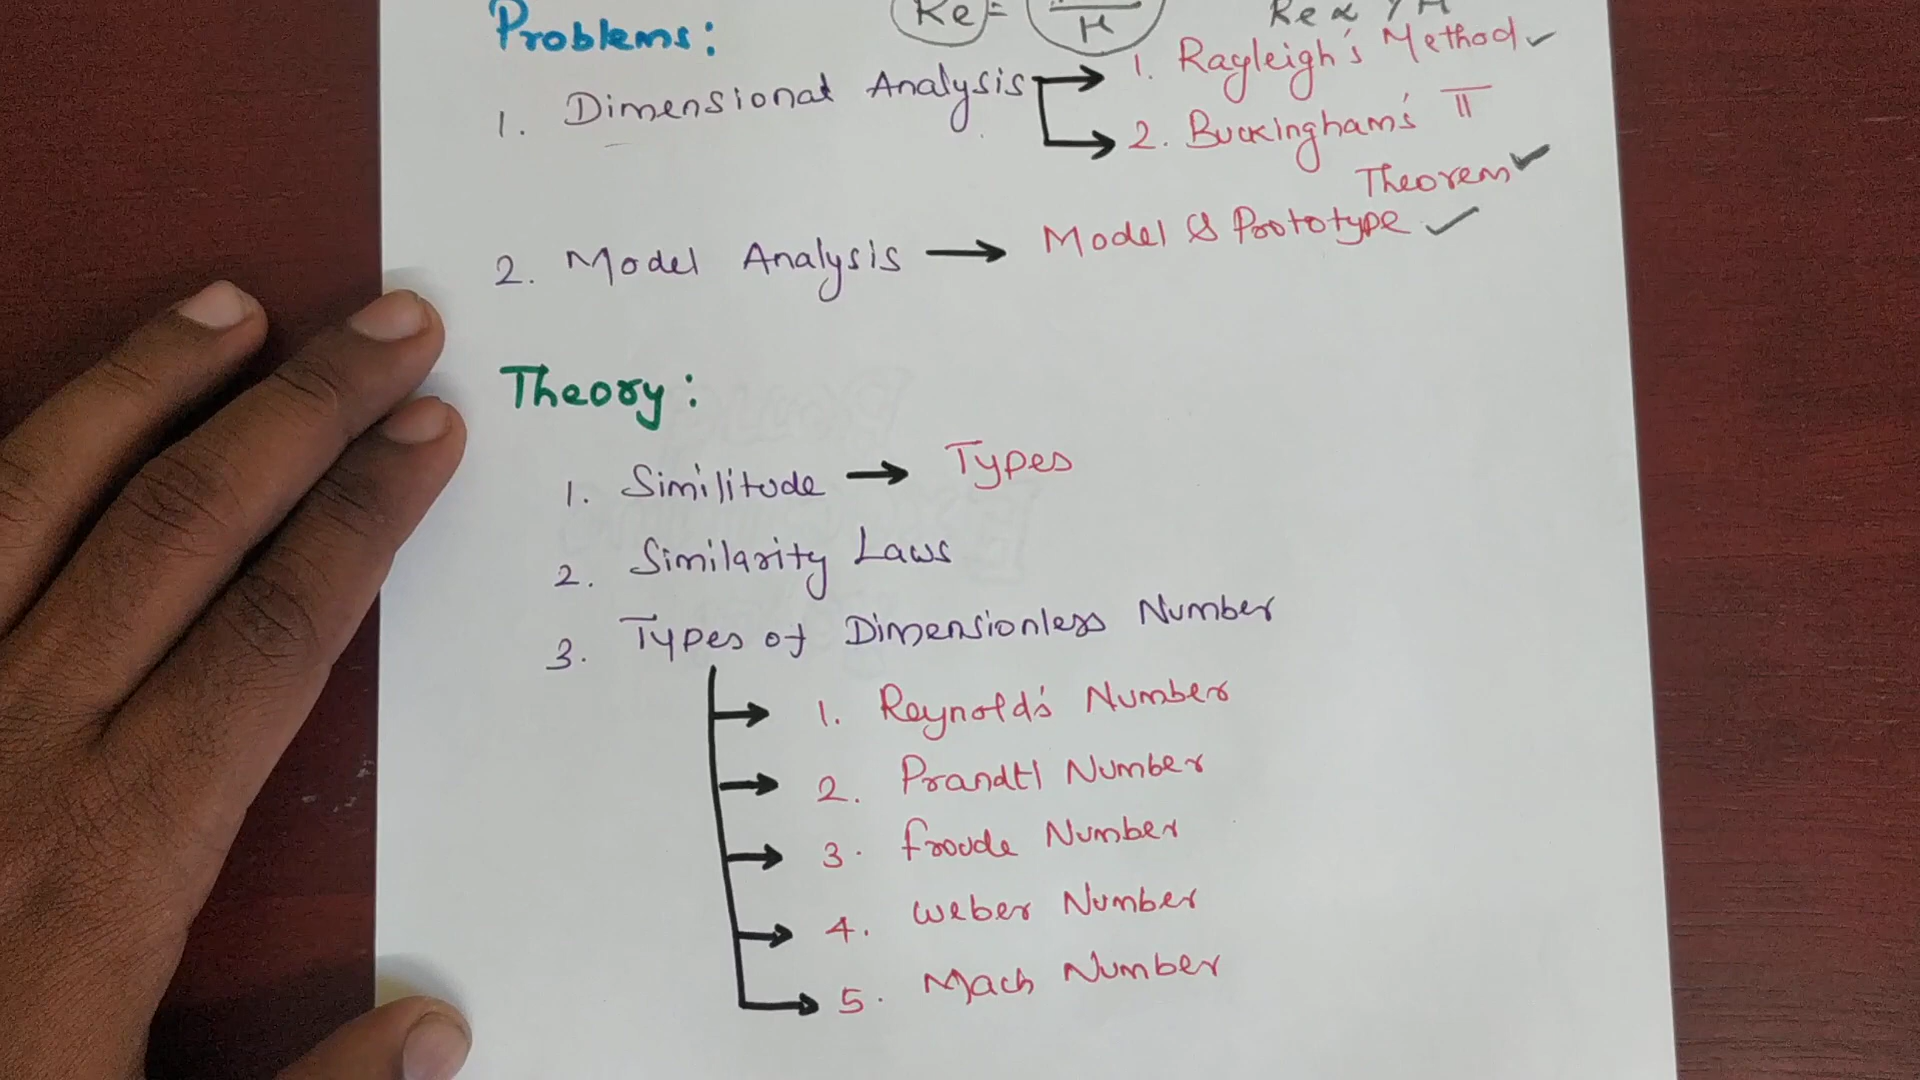 Re =
μ
Re α
Problems:
1. Dimensional Analysis
1. Rayleigh's Method ✓
2. Buckingham's π
Theorem ✓
2. Model Analysis → Model & Prototype ✓
Theory:
1. Similitude → Types
2. Similarity Laws
3. Types of Dimensionless Number
1. Reynold's Number
2. Prandtl Number
3. froude Number
4. weber Number
5. Mach Number